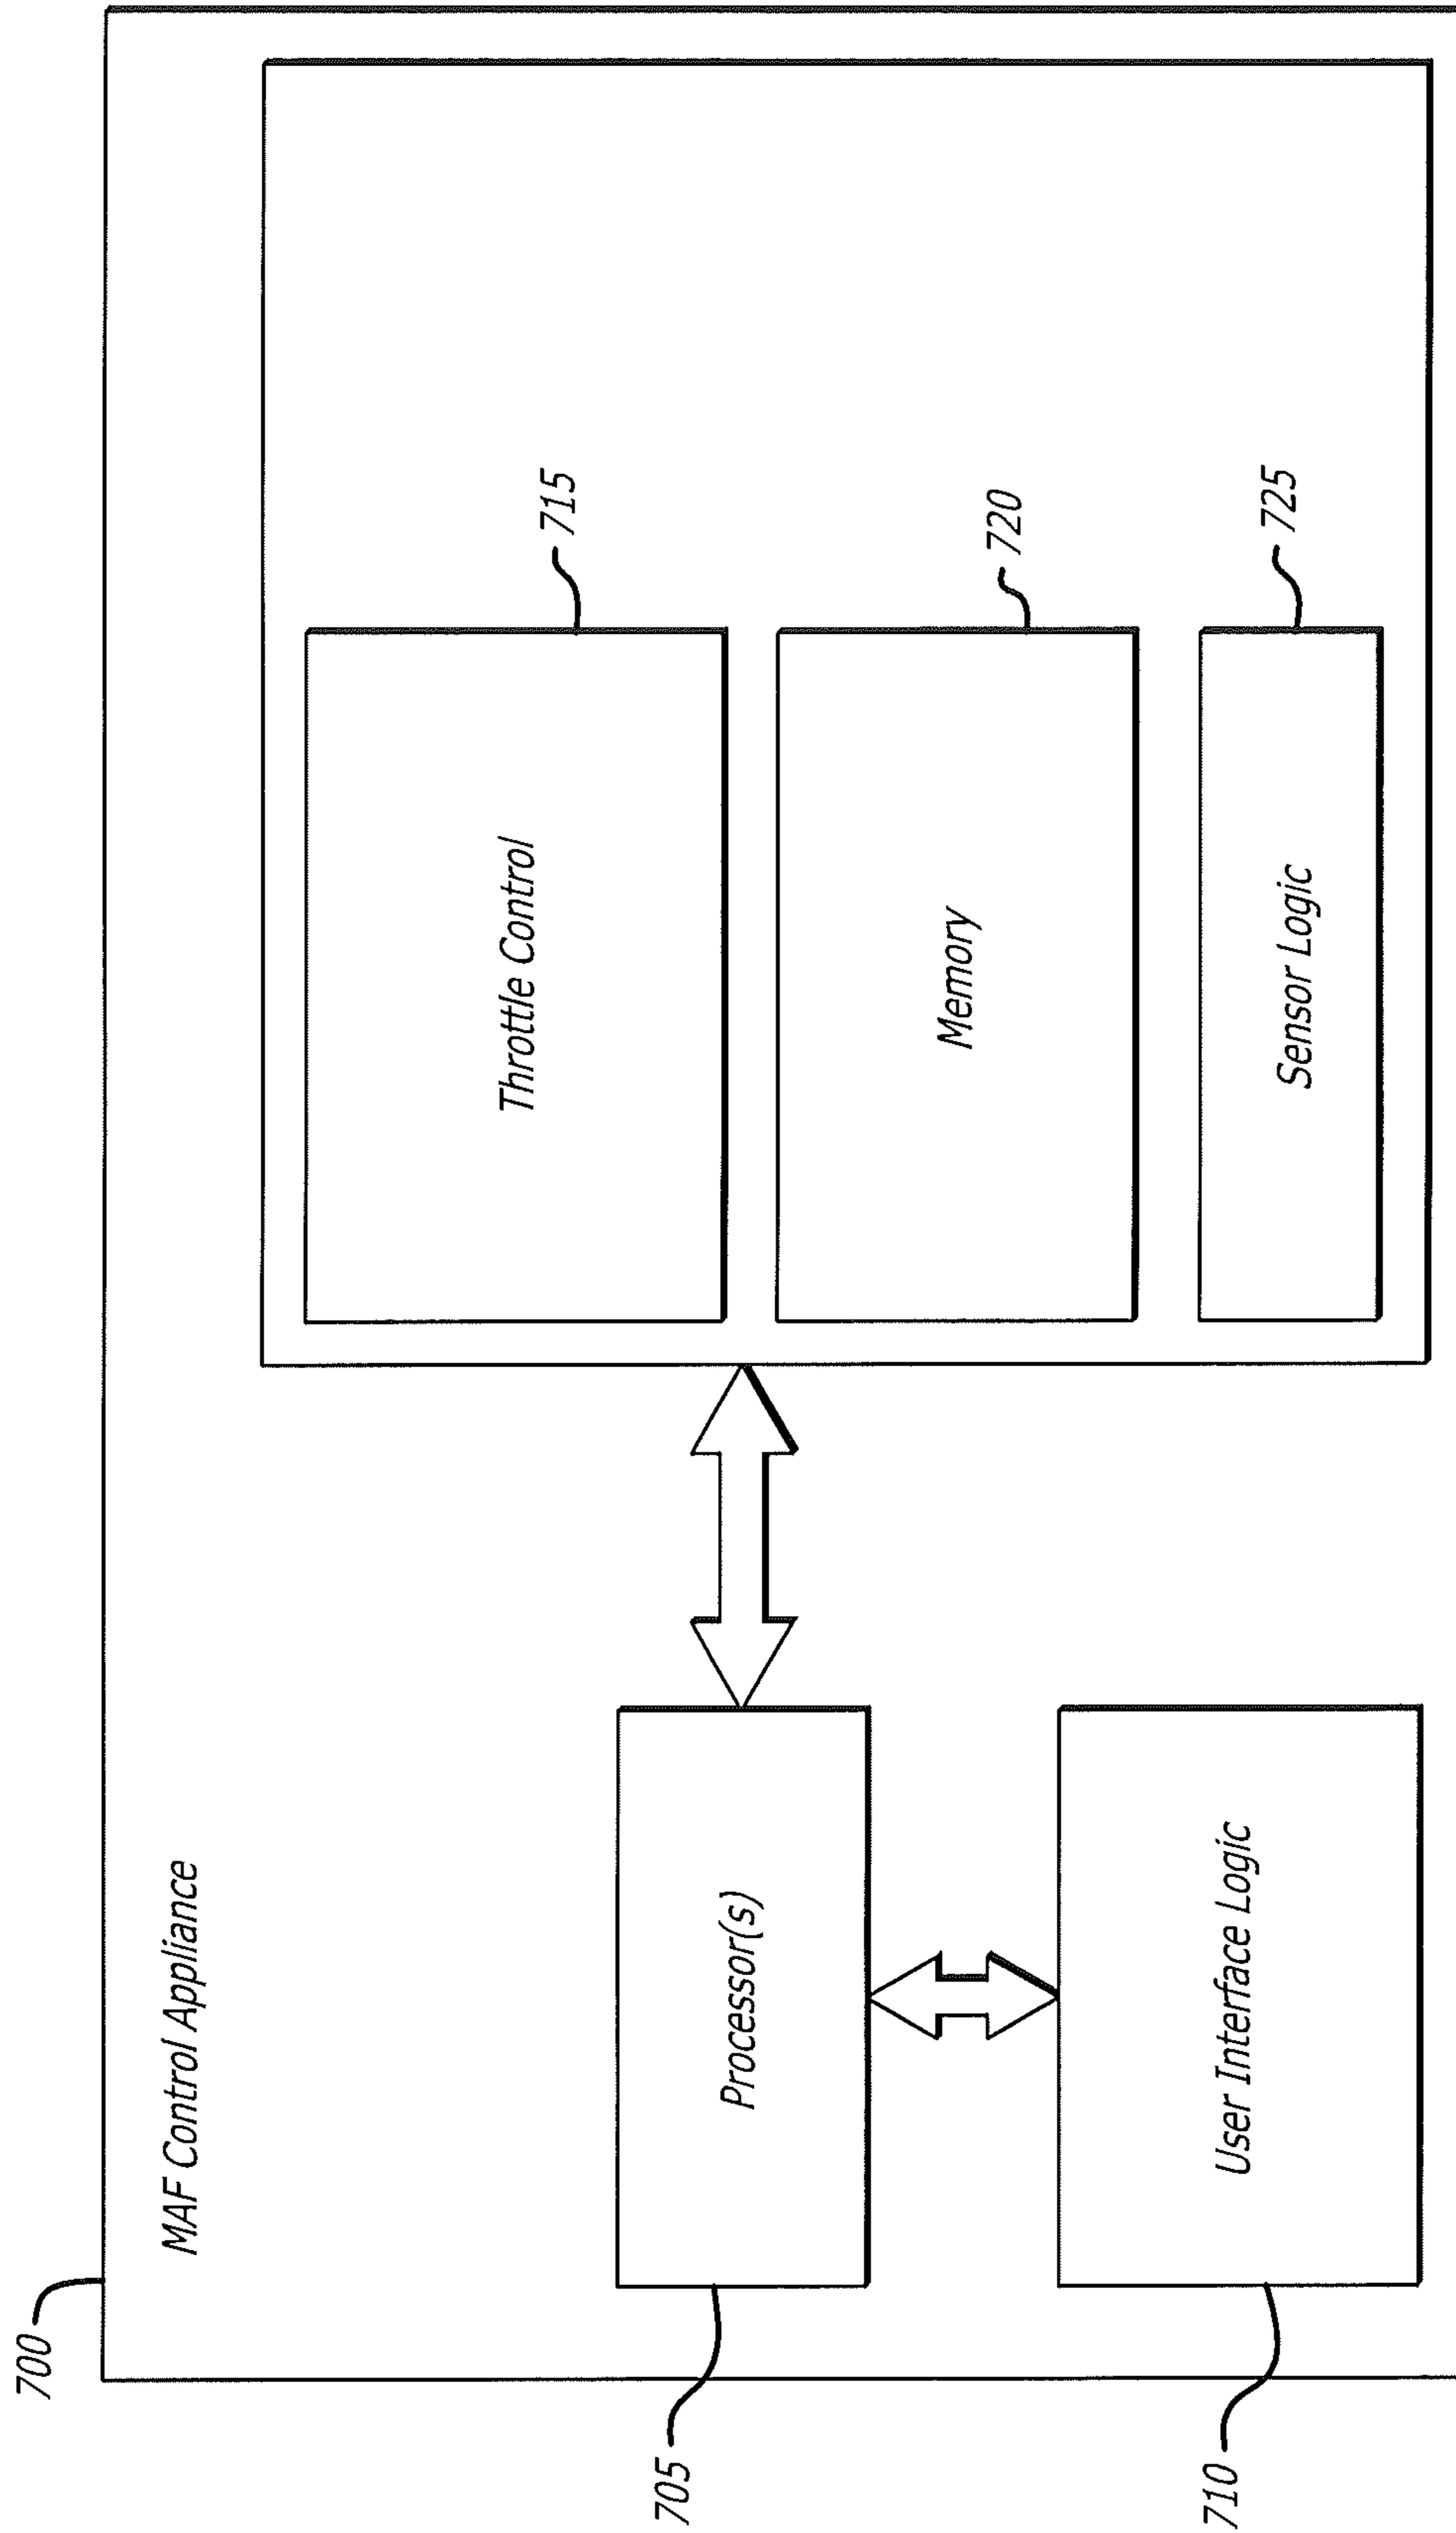 700
MAF Control Appliance
705
Processor(s)
710
User Interface Logic
Throttle Control
715
Memory
720
Sensor Logic
725